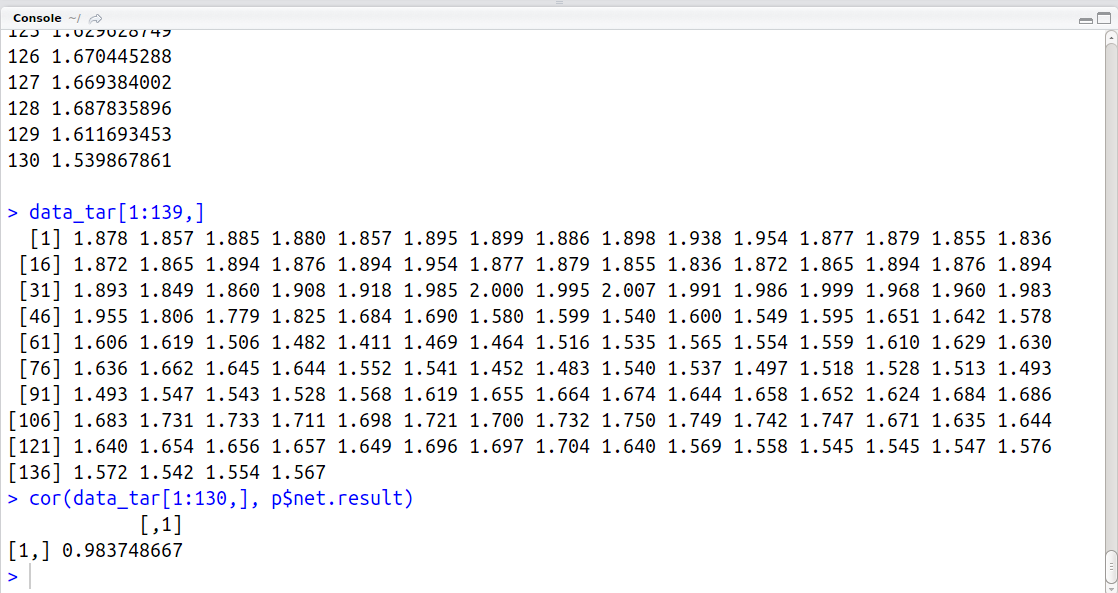 Console ~/
125 1.629628749
126 1.670445288
127 1.669384002
128 1.687835896
129 1.611693453
130 1.539867861
> data_tar[1:139,]
[1] 1.878 1.857 1.885 1.880 1.857 1.895 1.899 1.886 1.898 1.938 1.954 1.877 1.879 1.855 1.836
[16] 1.872 1.865 1.894 1.876 1.894 1.954 1.877 1.879 1.855 1.836 1.872 1.865 1.894 1.876 1.894
[31] 1.893 1.849 1.860 1.908 1.918 1.985 2.000 1.995 2.007 1.991 1.986 1.999 1.968 1.960 1.983
[46] 1.955 1.806 1.779 1.825 1.684 1.690 1.580 1.599 1.540 1.600 1.549 1.595 1.651 1.642 1.578
[61] 1.606 1.619 1.506 1.482 1.411 1.469 1.464 1.516 1.535 1.565 1.554 1.559 1.610 1.629 1.630
[76] 1.636 1.662 1.645 1.644 1.552 1.541 1.452 1.483 1.540 1.537 1.497 1.518 1.528 1.513 1.493
[91] 1.493 1.547 1.543 1.528 1.568 1.619 1.655 1.664 1.674 1.644 1.658 1.652 1.624 1.684 1.686
[106] 1.683 1.731 1.733 1.711 1.698 1.721 1.700 1.732 1.750 1.749 1.742 1.747 1.671 1.635 1.644
[121] 1.640 1.654 1.656 1.657 1.649 1.696 1.697 1.704 1.640 1.569 1.558 1.545 1.545 1.547 1.576
[136] 1.572 1.542 1.554 1.567
> cor(data_tar[1:130,], p$net.result)
[,1]
[1,] 0.983748667
>